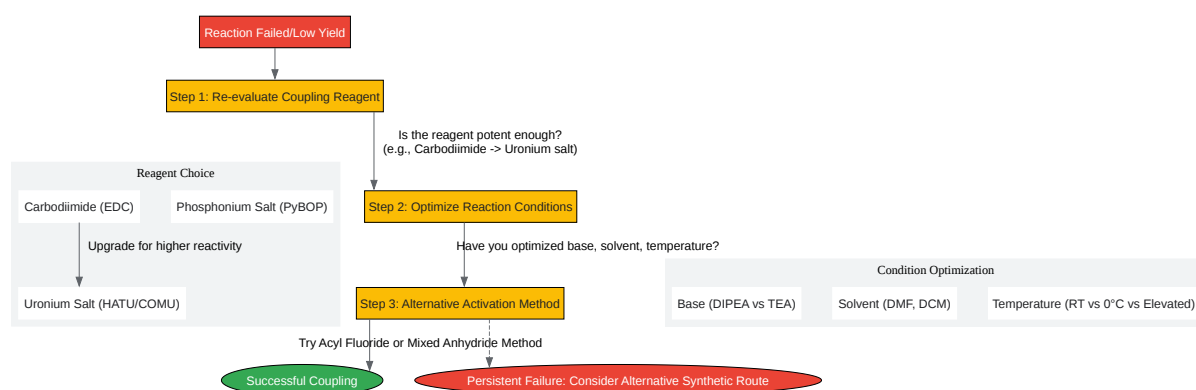 Reaction Failed/Low Yield
Step 1: Re-evaluate Coupling Reagent
Is the reagent potent enough?
(e.g., Carbodiimide -> Uronium salt)
Reagent Choice
Carbodiimide (EDC)
Phosphonium Salt (PyBOP)
Upgrade for higher reactivity
Uronium Salt (HATU/COMU)
Step 2: Optimize Reaction Conditions
Have you optimized base, solvent, temperature?
Condition Optimization
Base (DIPEA vs TEA)
Solvent (DMF, DCM)
Temperature (RT vs 0°C vs Elevated)
Step 3: Alternative Activation Method
Try Acyl Fluoride or Mixed Anhydride Method
Successful Coupling
Persistent Failure: Consider Alternative Synthetic Route